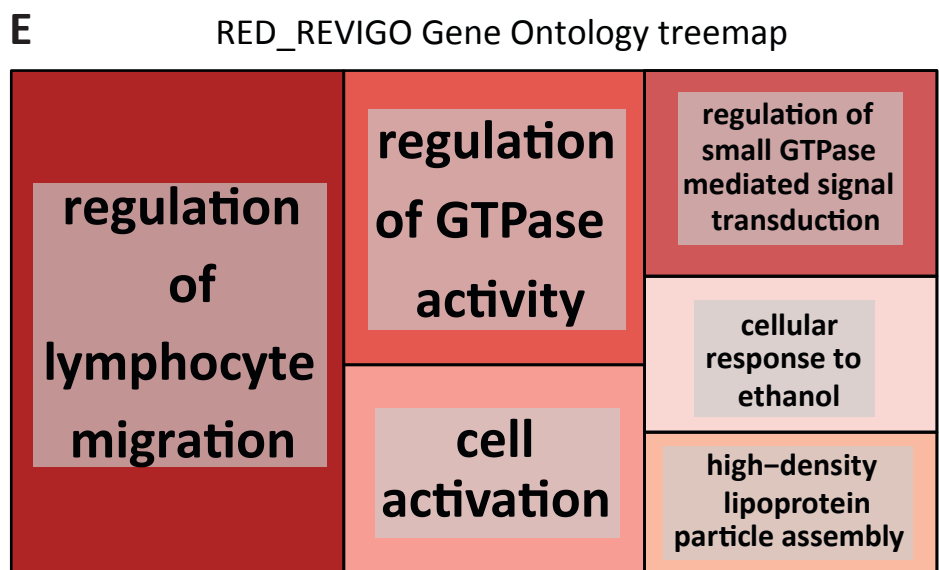 E
RED_REVIGO Gene Ontology treemap
regulation
of
lymphocyte
migration
regulation
of GTPase
activity
cell
activation
regulation of
small GTPase
mediated signal
transduction
cellular
response to
ethanol
high−density
lipoprotein
particle assembly